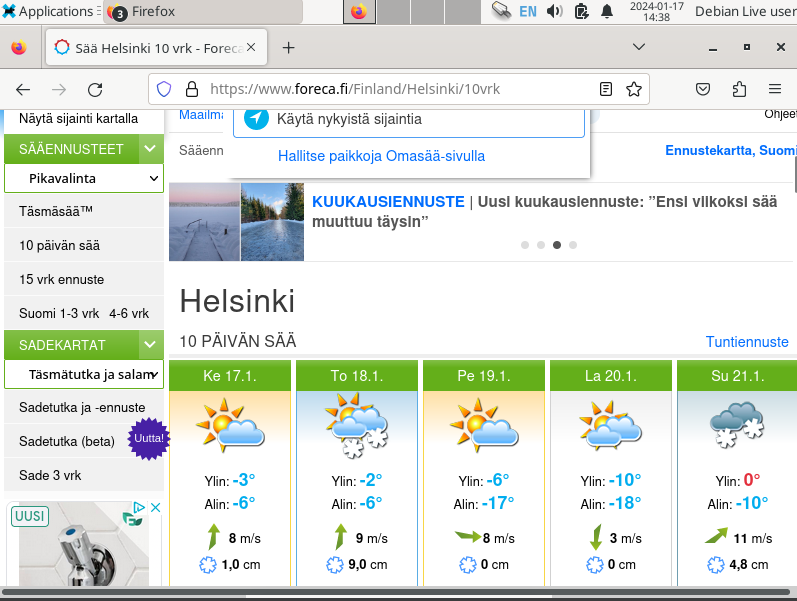 Applications
3 Firefox
EN
2024-01-17
14:38
Debian Live user
Sää Helsinki 10 vrk - Foreca
https://www.foreca.fi/Finland/Helsinki/10vrk
Näytä sijainti kartalla
SÄÄENNUSTEET
Pikavalinta
Täsmäsää™
10 päivän sää
15 vrk ennuste
Suomi 1-3 vrk 4-6 vrk
SADEKARTAT
Täsmätutka ja salam
Sadetutka ja -ennuste
Sadetutka (beta)
Uutta!
Sade 3 vrk
UUSI
Maailma
Käytä nykyistä sijaintia
Ohjeet
Sääenn
Hallitse paikkoja Omasää-sivulla
Ennustekartta, Suomi
KUUKAUSIENNUSTE | Uusi kuukausiennuste: ”Ensi viikoksi sää
muuttuu täysin”
Helsinki
10 PÄIVÄN SÄÄ
Tuntiennuste
Ke 17.1. To 18.1. Pe 19.1. La 20.1. Su 21.1.
Ylin: -3° Ylin: -2° Ylin: -6° Ylin: -10° Ylin: 0°
Alin: -6° Alin: -6° Alin: -17° Alin: -18° Alin: -10°
8 m/s 9 m/s 8 m/s 3 m/s 11 m/s
1,0 cm 9,0 cm 0 cm 0 cm 4,8 cm